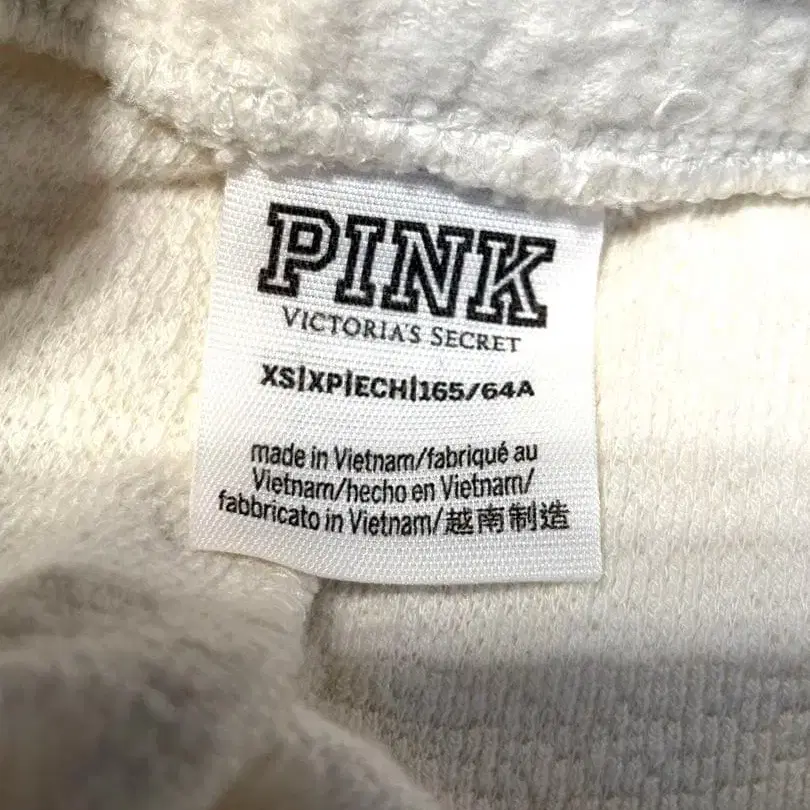 PINK
VICTORIA'S SECRET
XS|XP|ECH|165/64A
made in Vietnam/fabriqué au
Vietnam/hecho en Vietnam/
fabbricato in Vietnam/越南制造